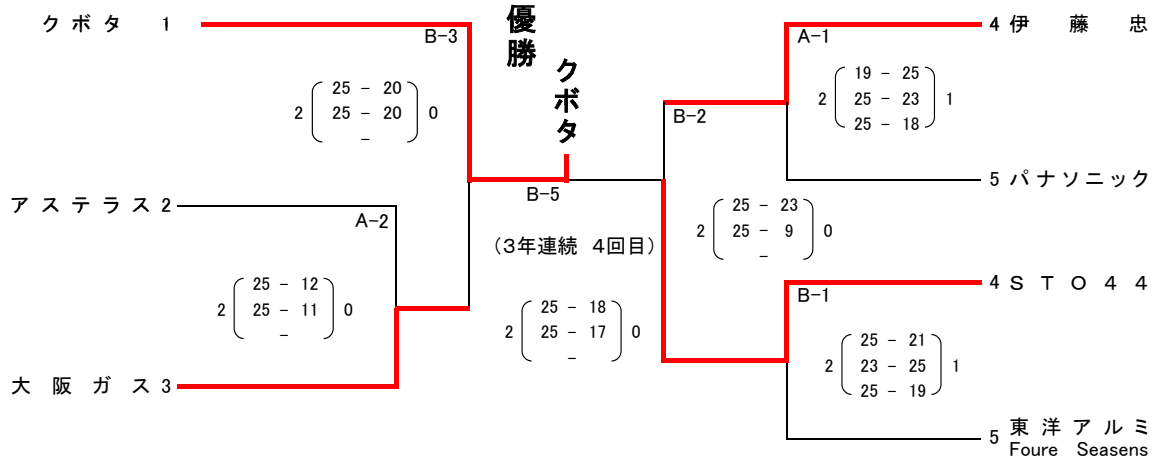 クボタ 1
B-3
25 - 20
2 25 - 20 0
-
アステラス 2
A-2
25 - 12
2 25 - 11 0
-
大阪ガス 3
優勝
クボタ
B-5
（3年連続 4回目）
25 - 18
2 25 - 17 0
-
4 伊藤忠
A-1
19 - 25
2 25 - 23 1
25 - 18
B-2
5 パナソニック
25 - 23
2 25 - 9 0
-
4 STO44
B-1
25 - 21
2 23 - 25 1
25 - 19
5 東洋アルミ
Foure Seasens